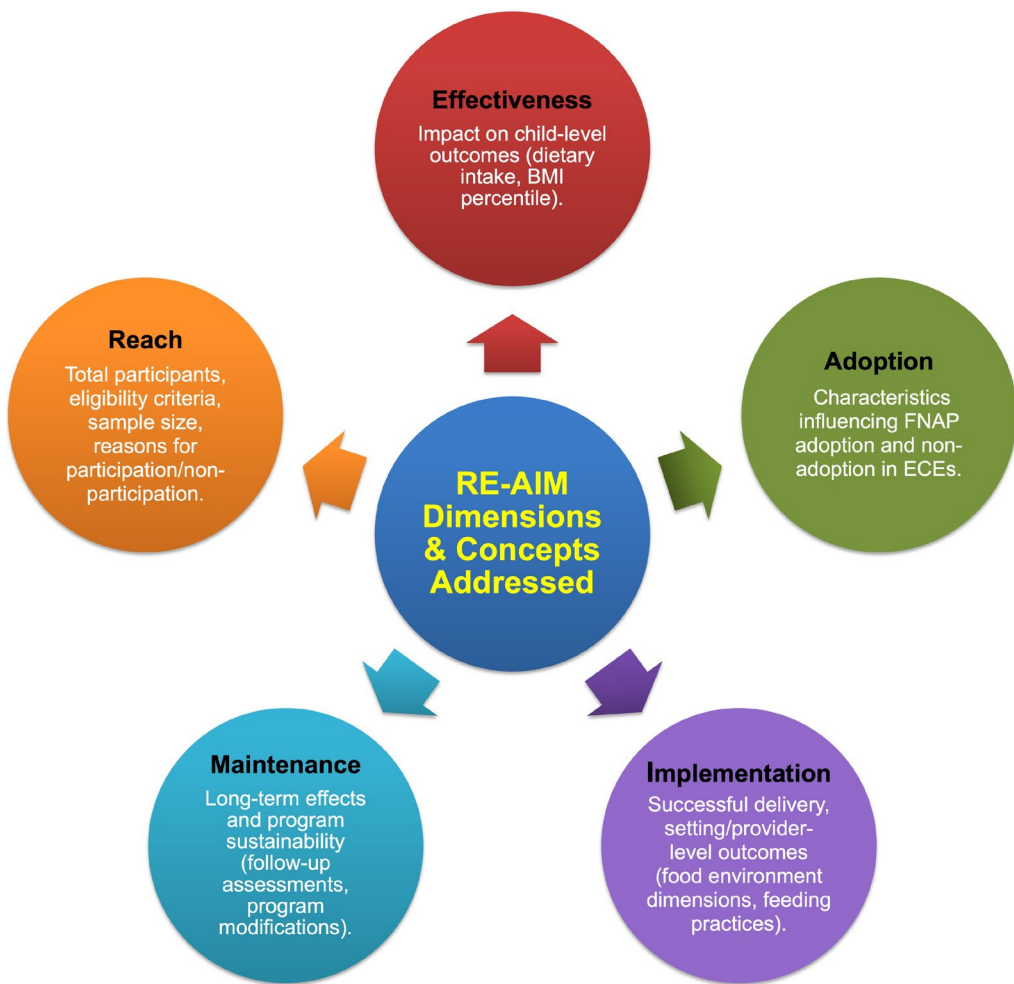 Effectiveness
Impact on child-level
outcomes (dietary
intake, BMI
percentile).
Reach
Total participants,
eligibility criteria,
sample size,
reasons for
participation/non-
participation.
Adoption
Characteristics
influencing FNAP
adoption and non-
adoption in ECEs.
RE-AIM
Dimensions
& Concepts
Addressed
Maintenance
Long-term effects
and program
sustainability
(follow-up
assessments,
program
modifications).
Implementation
Successful delivery,
setting/provider-
level outcomes
(food environment
dimensions, feeding
practices).